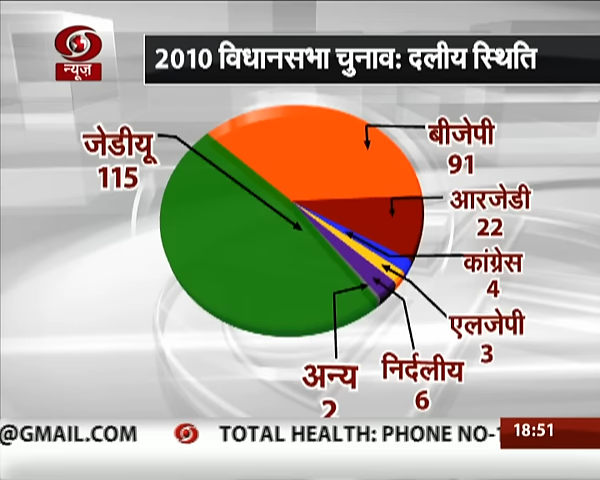 न्यूज़
2010 विधानसभा चुनाव: दलीय स्थिति
जेडीयू
115
बीजेपी
91
आरजेडी
22
कांग्रेस
4
एलजेपी
3
निर्दलीय
6
अन्य
2
@GMAIL.COM TOTAL HEALTH: PHONE NO-1 18:51